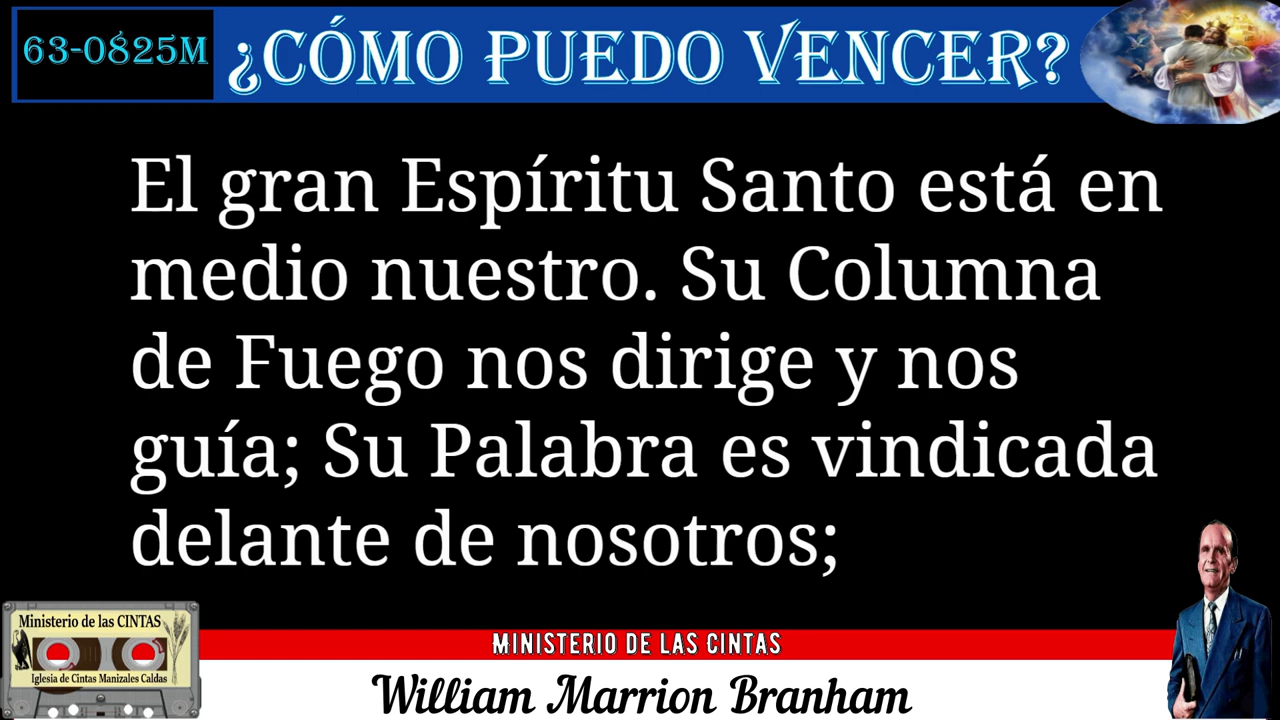 63-0825M
¿CÓMO PUEDO VENCER?
El gran Espíritu Santo está en
medio nuestro. Su Columna
de Fuego nos dirige y nos
guía; Su Palabra es vindicada
delante de nosotros;
Ministerio de las CINTAS
Iglesia de Cintas Manizales Caldas
MINISTERIO DE LAS CINTAS
William Marrion Branham